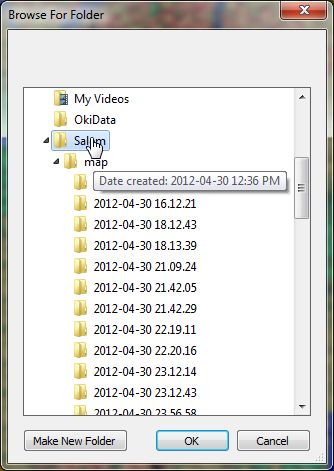 Browse For Folder
My Videos
OkiData
map
Date created: 2012-04-30 12:36 PM
2012-04-30 16.12.21
2012-04-30 18.12.43
2012-04-30 18.13.39
2012-04-30 21.09.24
2012-04-30 21.42.05
2012-04-30 21.42.29
2012-04-30 22.19.11
2012-04-30 22.20.16
2012-04-30 23.12.14
2012-04-30 23.12.43
2012-04-30 23.56.58
Make New Folder
OK
Cancel